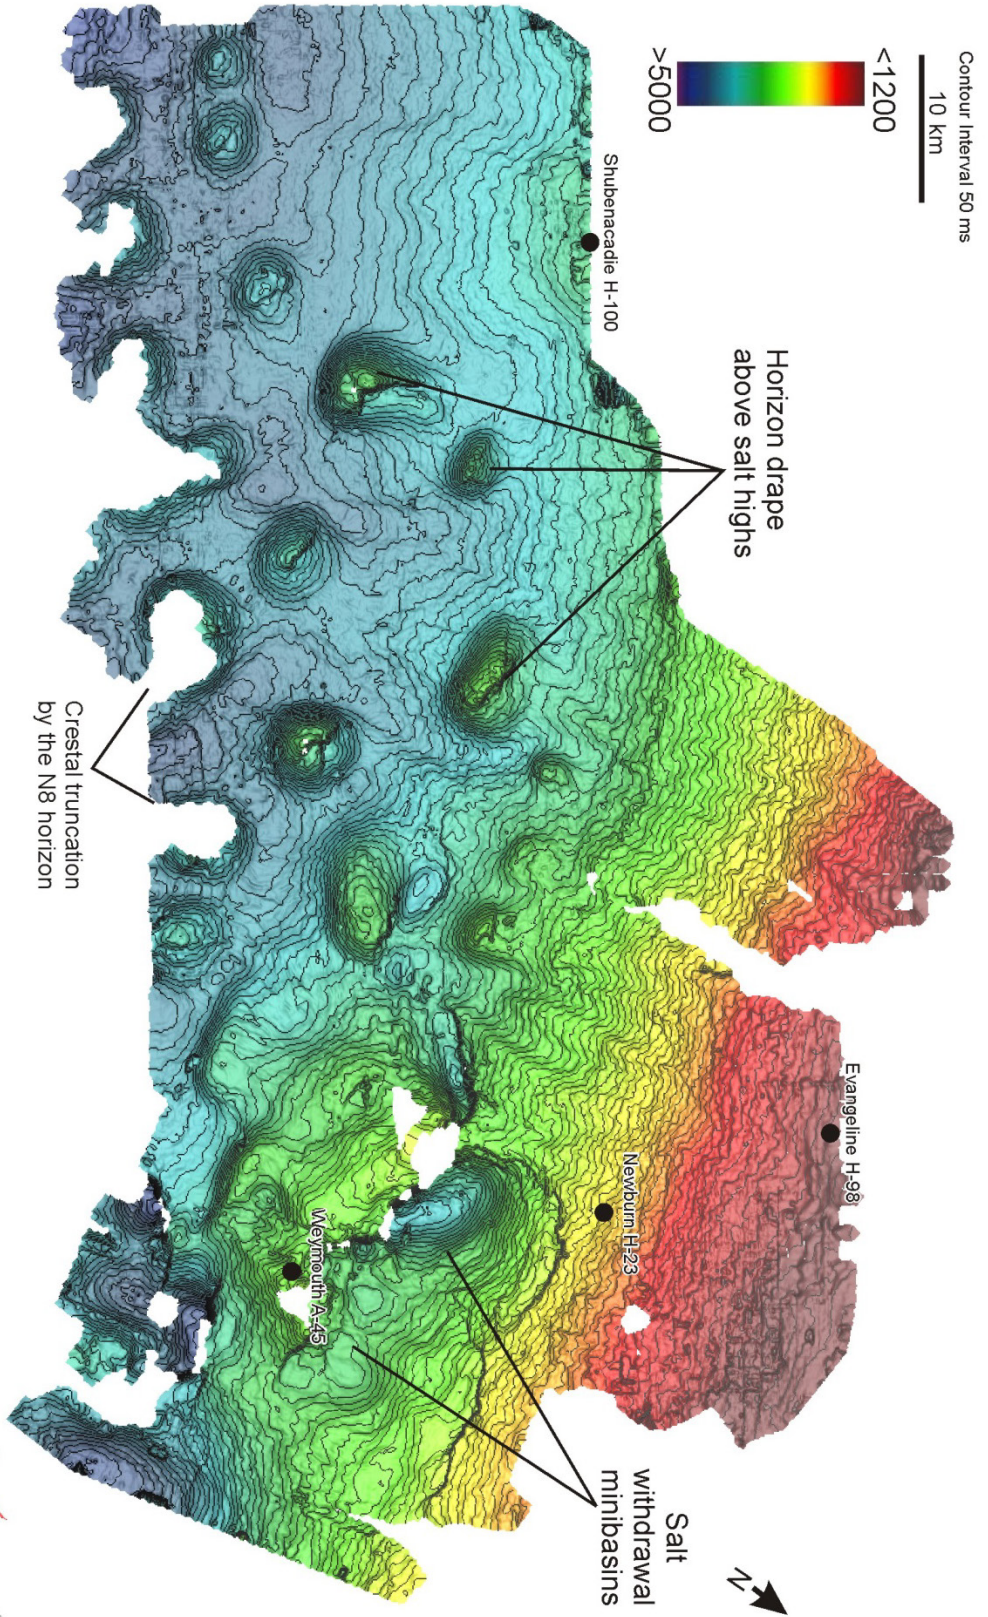 Contour Interval 50 ms
10 km
<1200
>5000
Shubenacadie H-100
Horizon drape
above salt highs
Crestal truncation
by the N8 horizon
Evangeline H-98
Newburn H-23
Weymouth A-45
Salt
withdrawal
minibasins
N